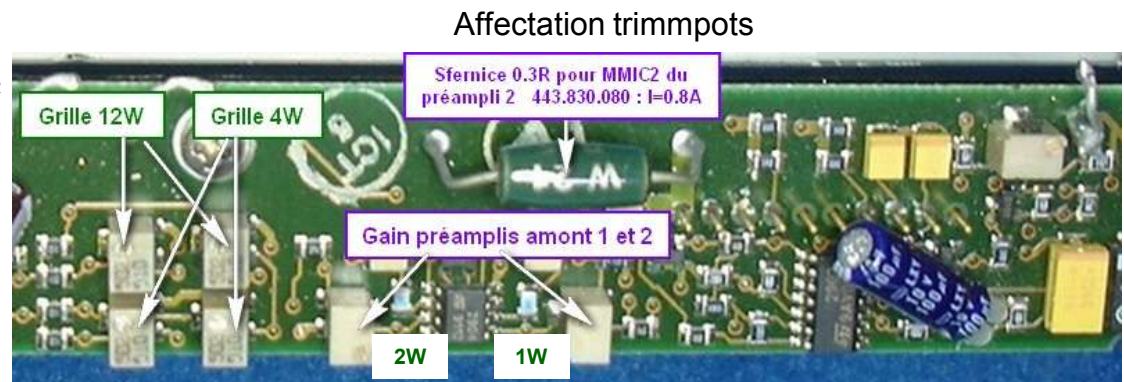 Affectation trimmpots
Sfernice 0.3R pour MMIC2 du
préampli 2 443.830.080 : I=0.8A
Grille 12W
Grille 4W
ICT
Gain préamplis amont 1 et 2
2W
1W